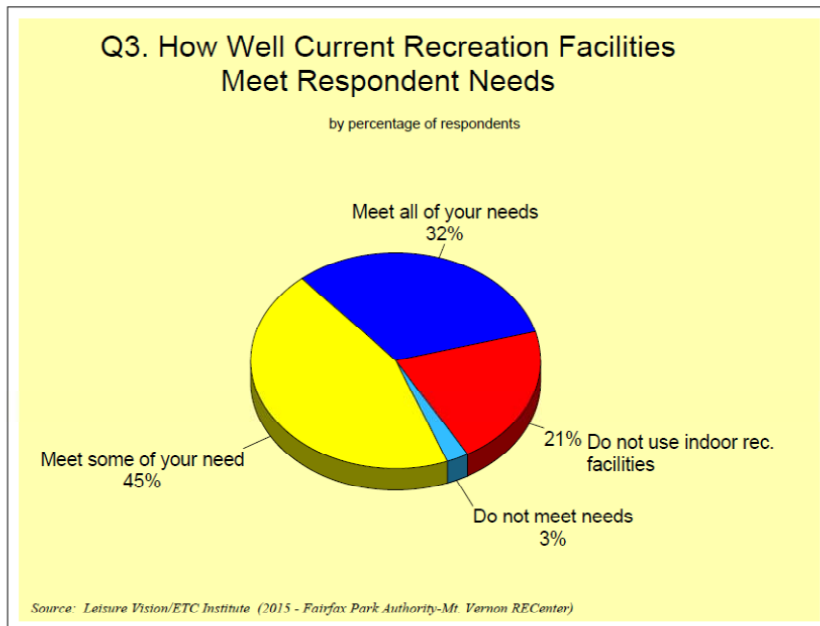 Q3. How Well Current Recreation Facilities
Meet Respondent Needs
by percentage of respondents
Meet all of your needs
32%
21% Do not use indoor rec.
facilities
Meet some of your need
45%
Do not meet needs
3%
Source: Leisure Vision/ETC Institute (2015 - Fairfax Park Authority-Mt. Vernon RECenter)